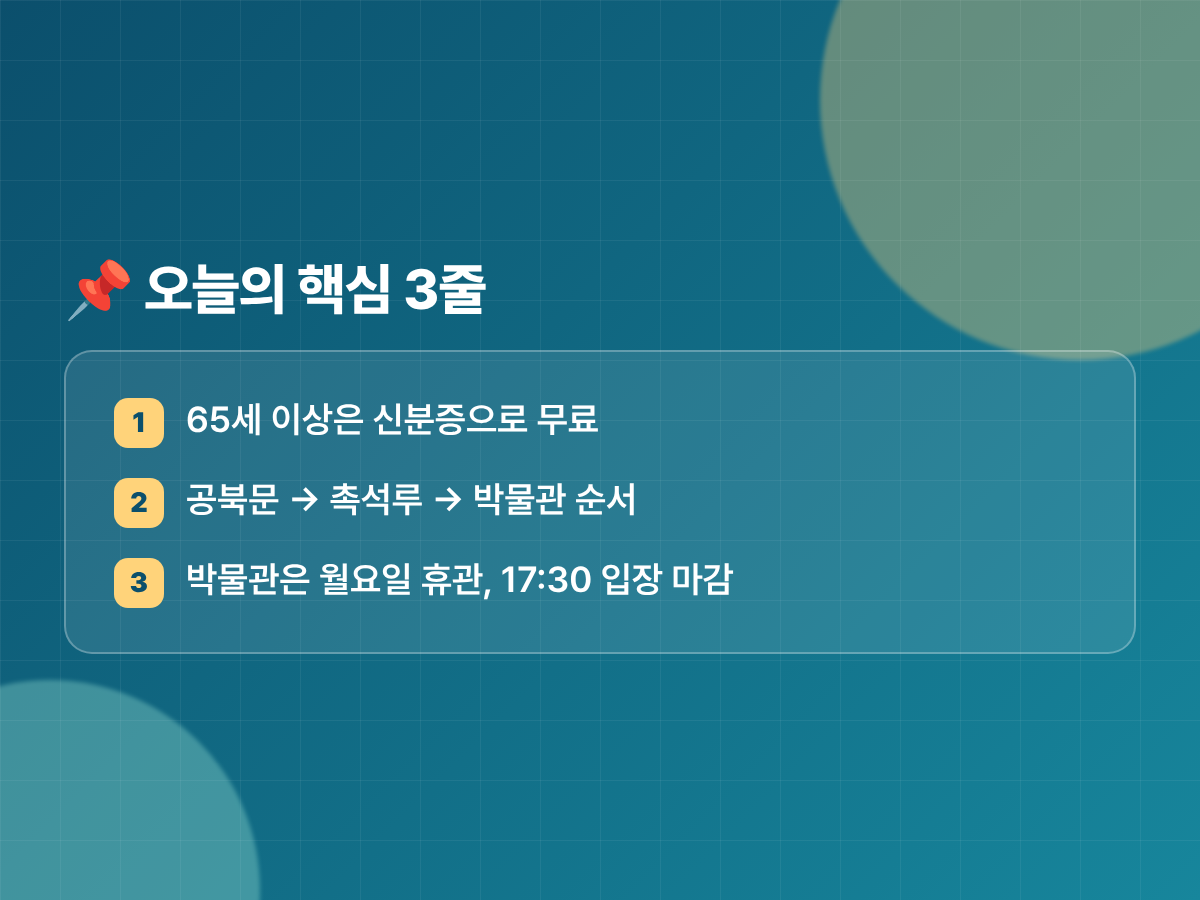 📌 오늘의 핵심 3줄
1 65세 이상은 신분증으로 무료
2 공북문 → 촉석루 → 박물관 순서
3 박물관은 월요일 휴관, 17:30 입장 마감